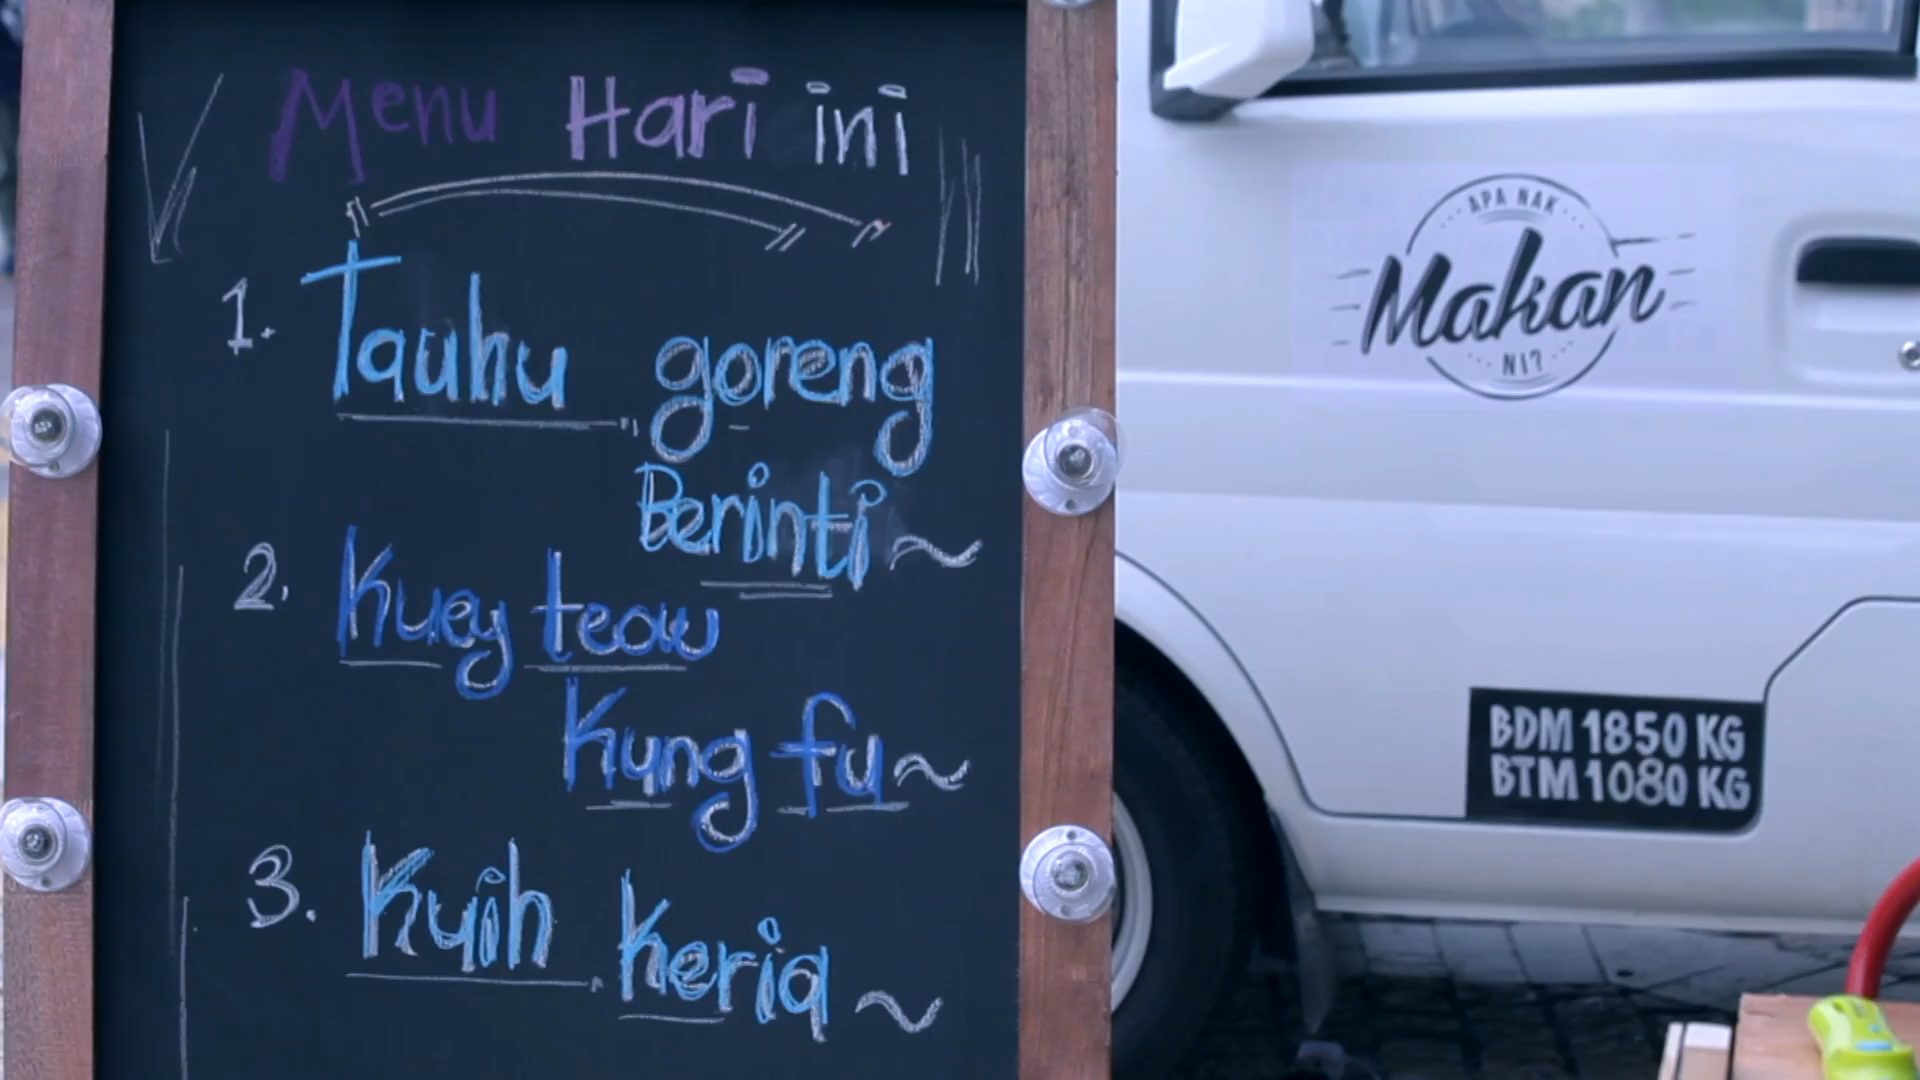 Menu Hari ini
1. Tauhu goreng
Berinti ~
2. Kuey teow
Kung fu ~
3. Kuih Keria ~
APA NAK
Makan
NI?
BDM 1850 KG
BTM 1080 KG